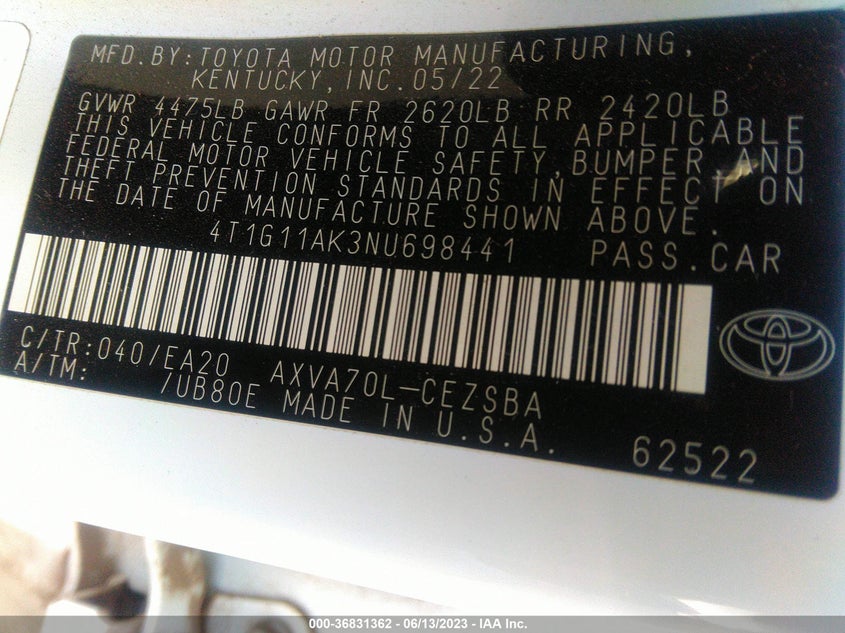 MFD.BY:TOYOTA MOTOR MANUFACTURING,
KENTUCKY,INC.05/22
GVWR 4475LB GAWR FR 2620LB RR 2420LB
THIS VEHICLE CONFORMS TO ALL APPLICABLE
FEDERAL MOTOR VEHICLE SAFETY,BUMPER AND
THEFT PREVENTION STANDARDS IN EFFECT ON
THE DATE OF MANUFACTURE SHOWN ABOVE.
4T1G11AK3NU698441 PASS.CAR
C/TR:040/EA20 AXVA70L-CEZSBA
A/TM: /UB80E MADE IN U.S.A.
62522
000-36831362 - 06/13/2023 - IAA Inc.